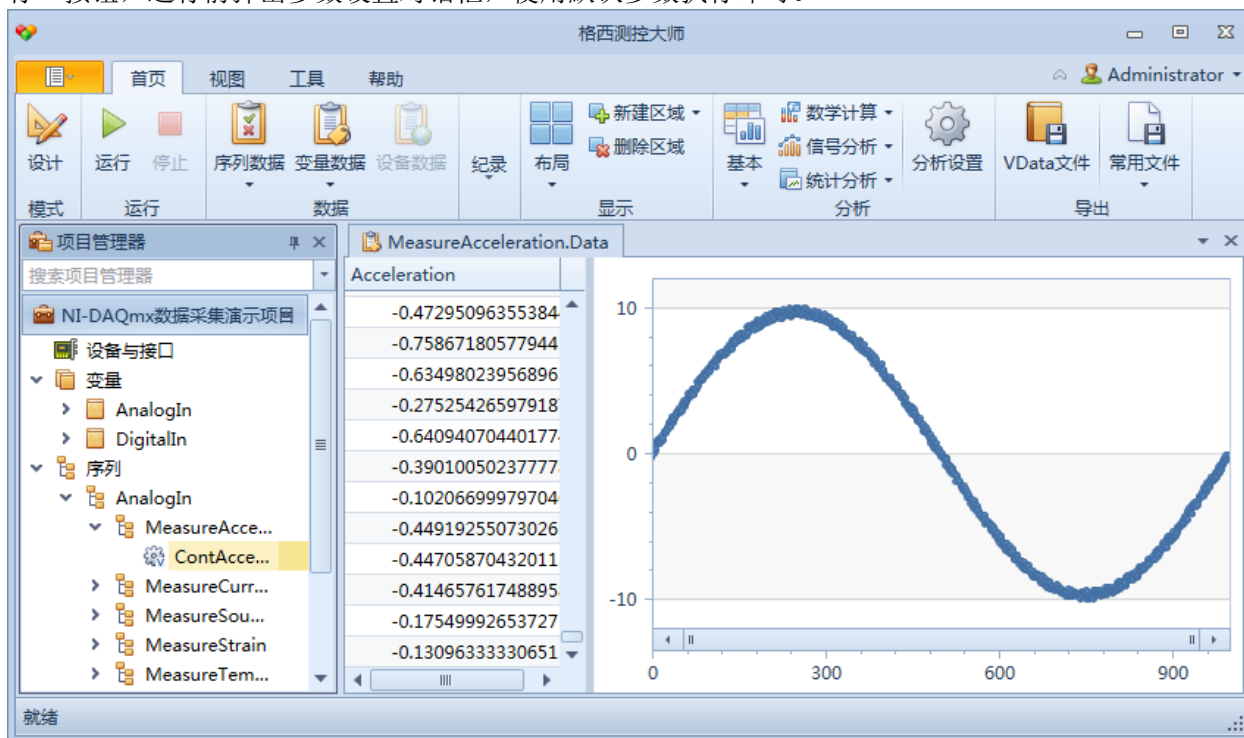 格西测控大师
首页 视图 工具 帮助 Administrator
设计 运行 停止 序列数据 变量数据 设备数据 纪录 布局 新建区域 删除区域 基本 数学计算 信号分析 统计分析 分析设置 VData文件 常用文件
模式 运行 数据 显示 分析 导出
项目管理器
搜索项目管理器
NI-DAQmx数据采集演示项目
设备与接口
变量
AnalogIn
DigitalIn
序列
AnalogIn
MeasureAcce...
ContAcce...
MeasureCurr...
MeasureSou...
MeasureStrain
MeasureTem...
MeasureAcceleration.Data
Acceleration
-0.47295096355384
-0.75867180577944
-0.63498023956896
-0.27525426597918
-0.64094070440177
-0.39010050237777
-0.10206699979704
-0.44919255073026
-0.44705870432011
-0.41465761748895
-0.17549992653727
-0.13096333330651
10
0
-10
0 300 600 900
就绪